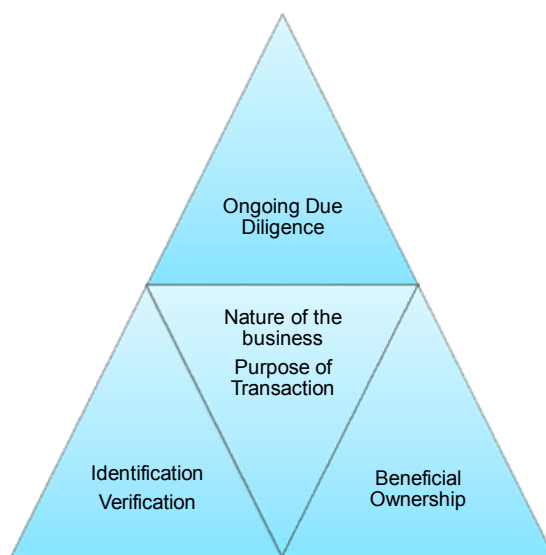 Ongoing Due
Diligence
Nature of the
business
Purpose of
Transaction
Identification
Verification
Beneficial
Ownership